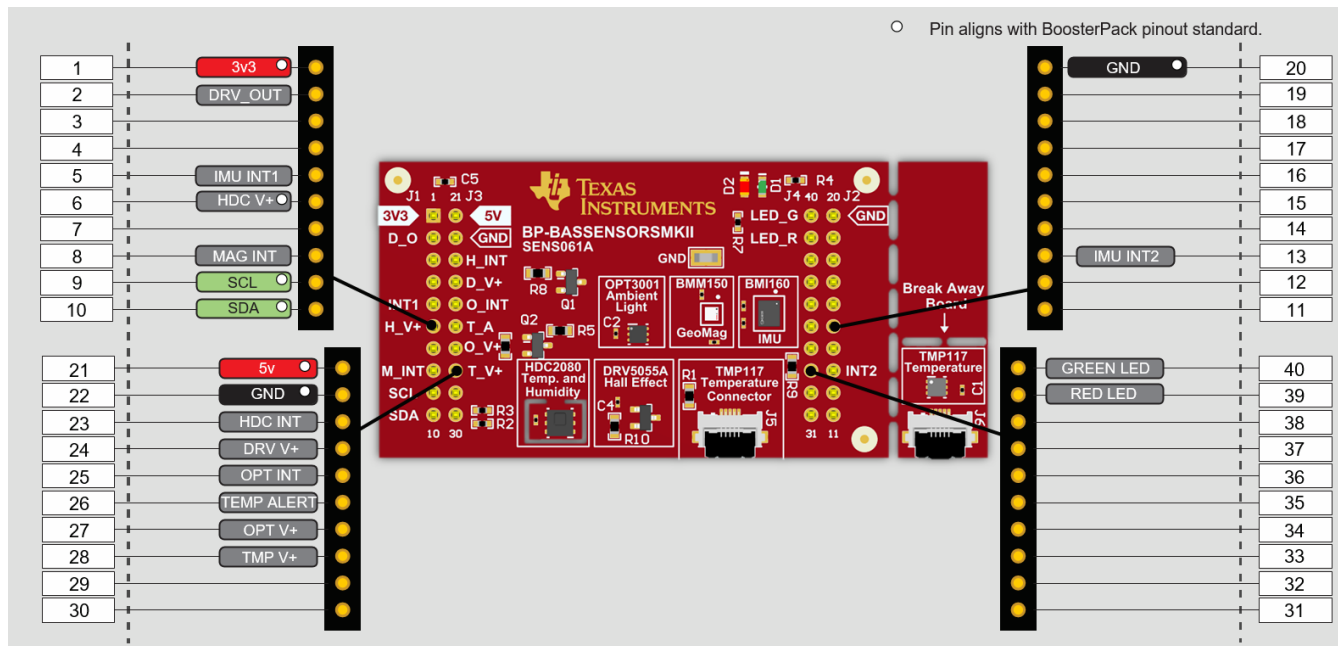 Pin aligns with BoosterPack pinout standard.
1 3v3
2 DRV_OUT
3
4
5 IMU INT1
6 HDC V+
7
8 MAG INT
9 SCL
10 SDA
21 5v
22 GND
23 HDC INT
24 DRV V+
25 OPT INT
26 TEMP ALERT
27 OPT V+
28 TMP V+
29
30
C5
J1 1 21 J3
3V3 5V
D_O GND
H_INT
D_V+
INT1 O_INT
H_V+ T_A
O_V+
M_INT T_V+
SCL
SDA
10 30
R3
R2
TEXAS
INSTRUMENTS
BP-BASSENSORSMKII
SENS061A
R8
Q1
Q2
R5
GND
OPT3001
Ambient
Light
C2
BMM150
GeoMag
BMI160
IMU
HDC2080
Temp. and
Humidity
DRV5055A
Hall Effect
C4
R10
R1
TMP117
Temperature
Connector
J5
R9
D2
D1
R4
J4 40 20 J2
LED_G GND
LED_R
R7
INT2
31 11
Break Away
Board
TMP117
Temperature
C1
J6
GND 20
19
18
17
16
15
14
IMU INT2 13
12
11
GREEN LED 40
RED LED 39
38
37
36
35
34
33
32
31